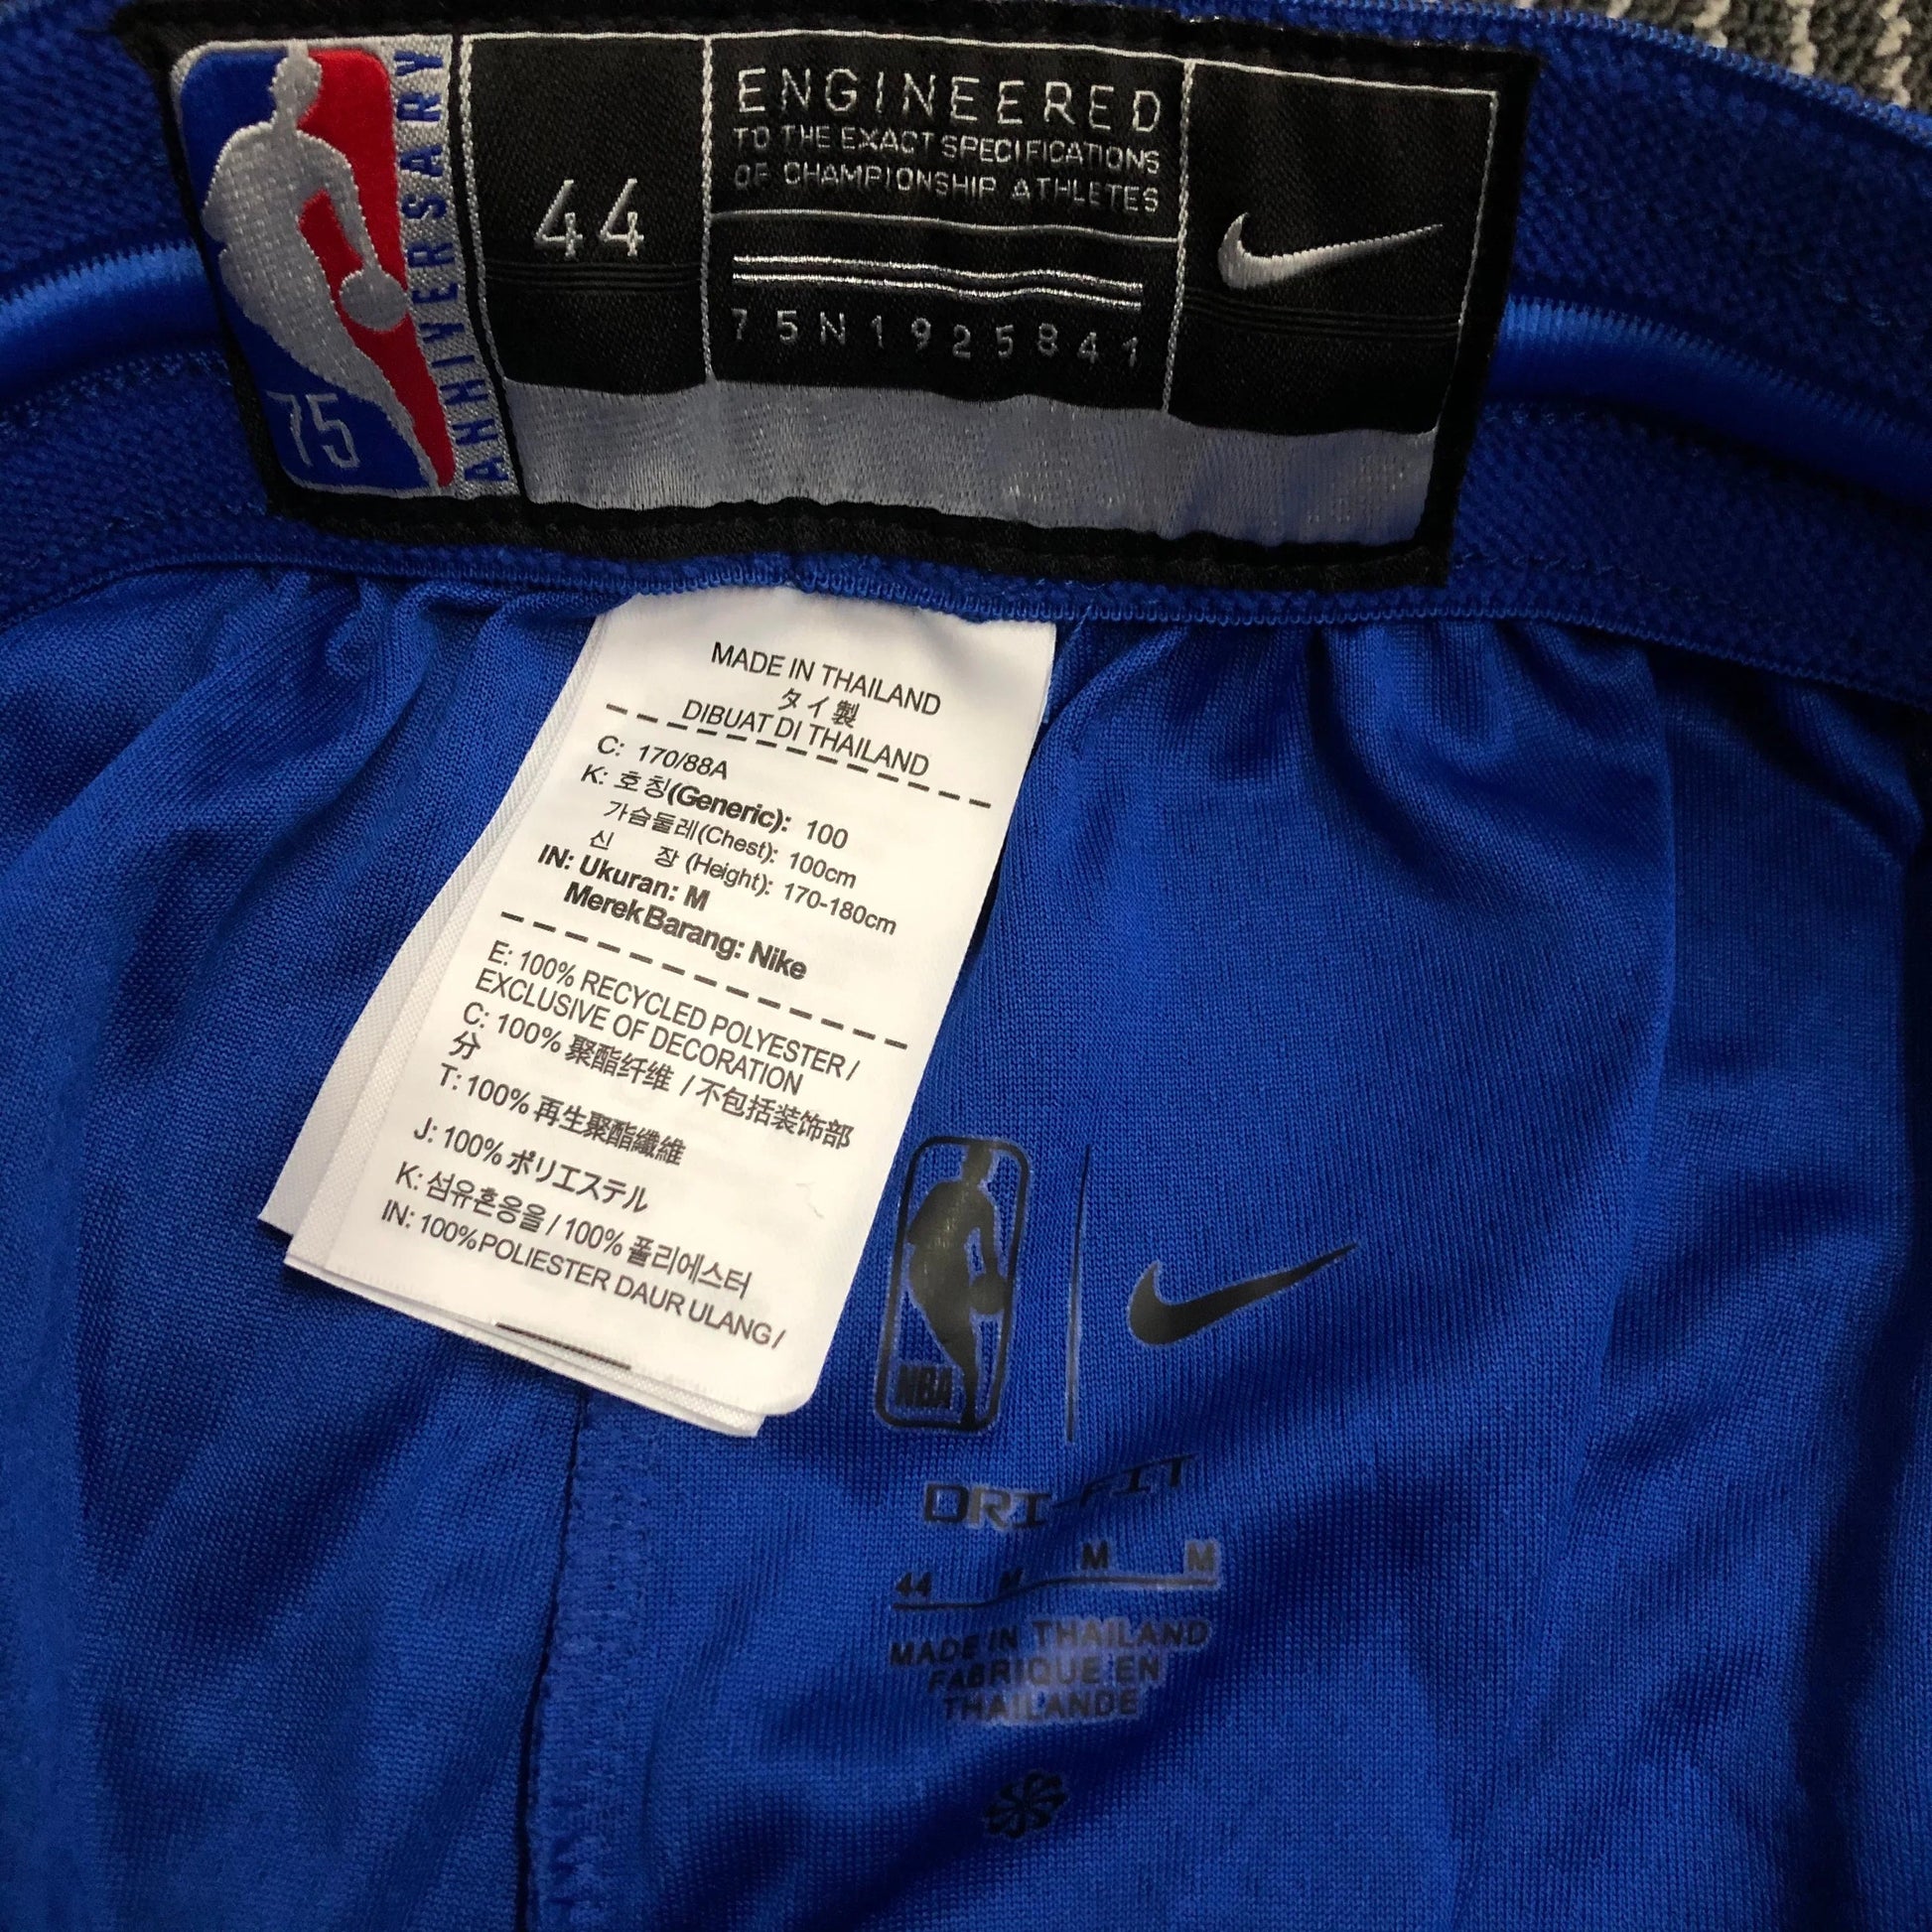 ANNIVERSARY
75
44
ENGINEERED
TO THE EXACT SPECIFICATIONS
OF CHAMPIONSHIP ATHLETES
75N1925841
MADE IN THAILAND
タイ製
DIBUAT DI THAILAND
C: 170/88A
K: 호칭(Generic): 100
가슴둘레(Chest): 100cm
신 장 (Height): 170-180cm
IN: Ukuran: M
Merek Barang: Nike
E: 100% RECYCLED POLYESTER /
EXCLUSIVE OF DECORATION
C: 100% 聚酯纤维 / 不包括装饰部
分
T: 100% 再生聚酯纖維
J: 100% ポリエステル
K: 섬유혼용율 / 100% 폴리에스터
IN: 100% POLIESTER DAUR ULANG /
NBA
DRI-FIT
44 M M M
MADE IN THAILAND
FABRIQUE EN
THAILANDE